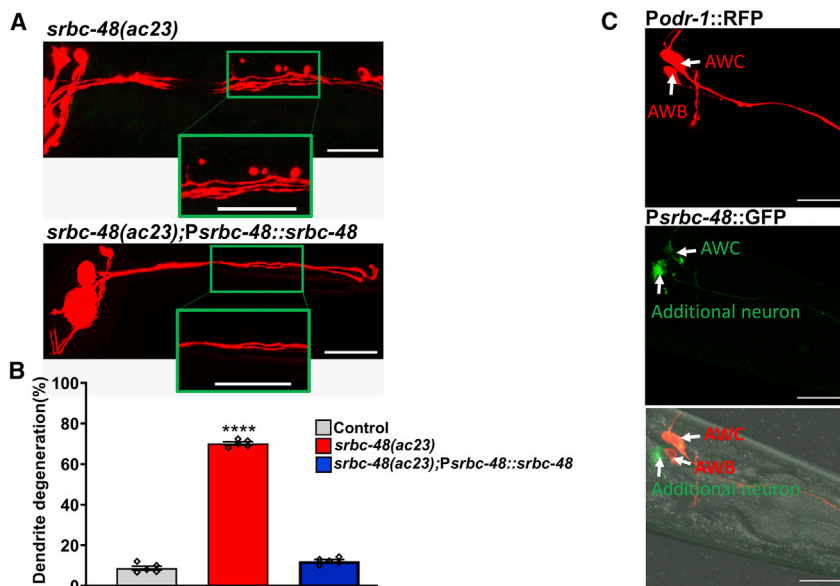 A
srbc-48(ac23)
srbc-48(ac23);Psrbc-48::srbc-48
B
Dendrite degeneration(%)
100
80
60
40
20
0
****
Control
srbc-48(ac23)
srbc-48(ac23);Psrbc-48::srbc-48
C
Podr-1::RFP
AWC
AWB
Psrbc-48::GFP
AWC
Additional neuron
AWC
AWB
Additional neuron